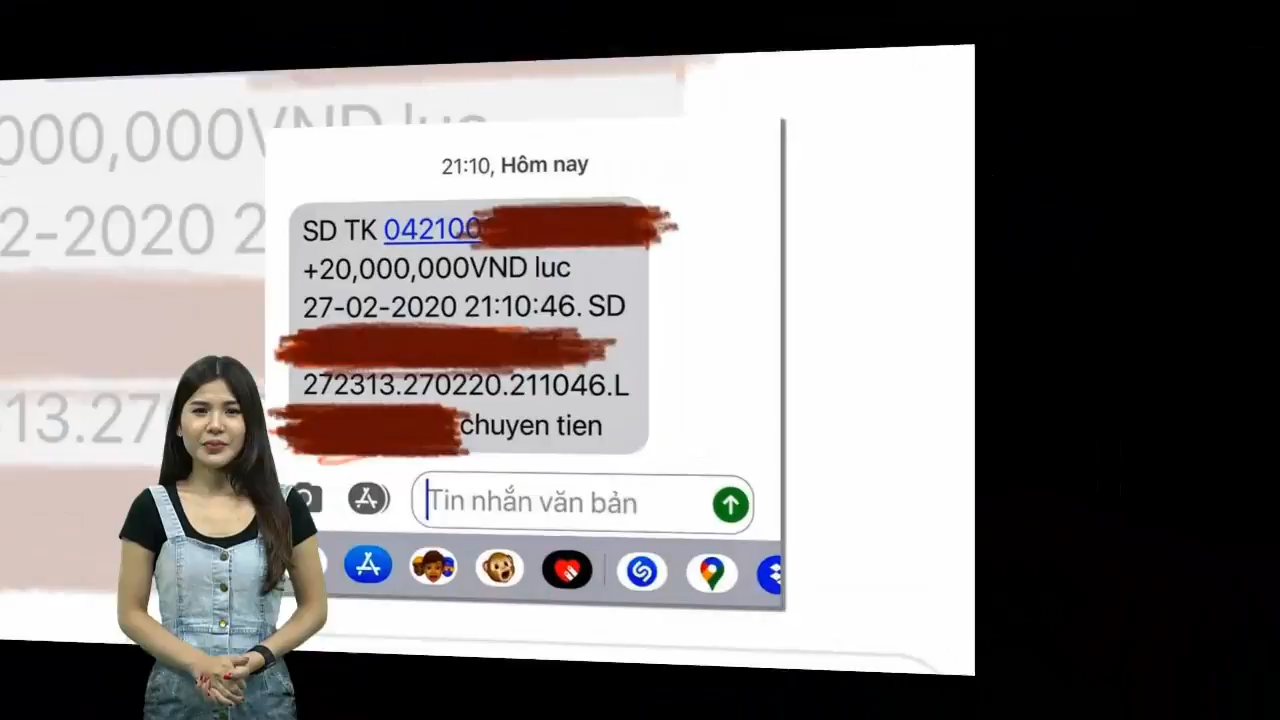 000,000VND luc
2-2020 2
313.270
21:10, Hôm nay
SD TK 042100
+20,000,000VND luc
27-02-2020 21:10:46. SD
272313.270220.211046.L
chuyen tien
Tin nhắn văn bản